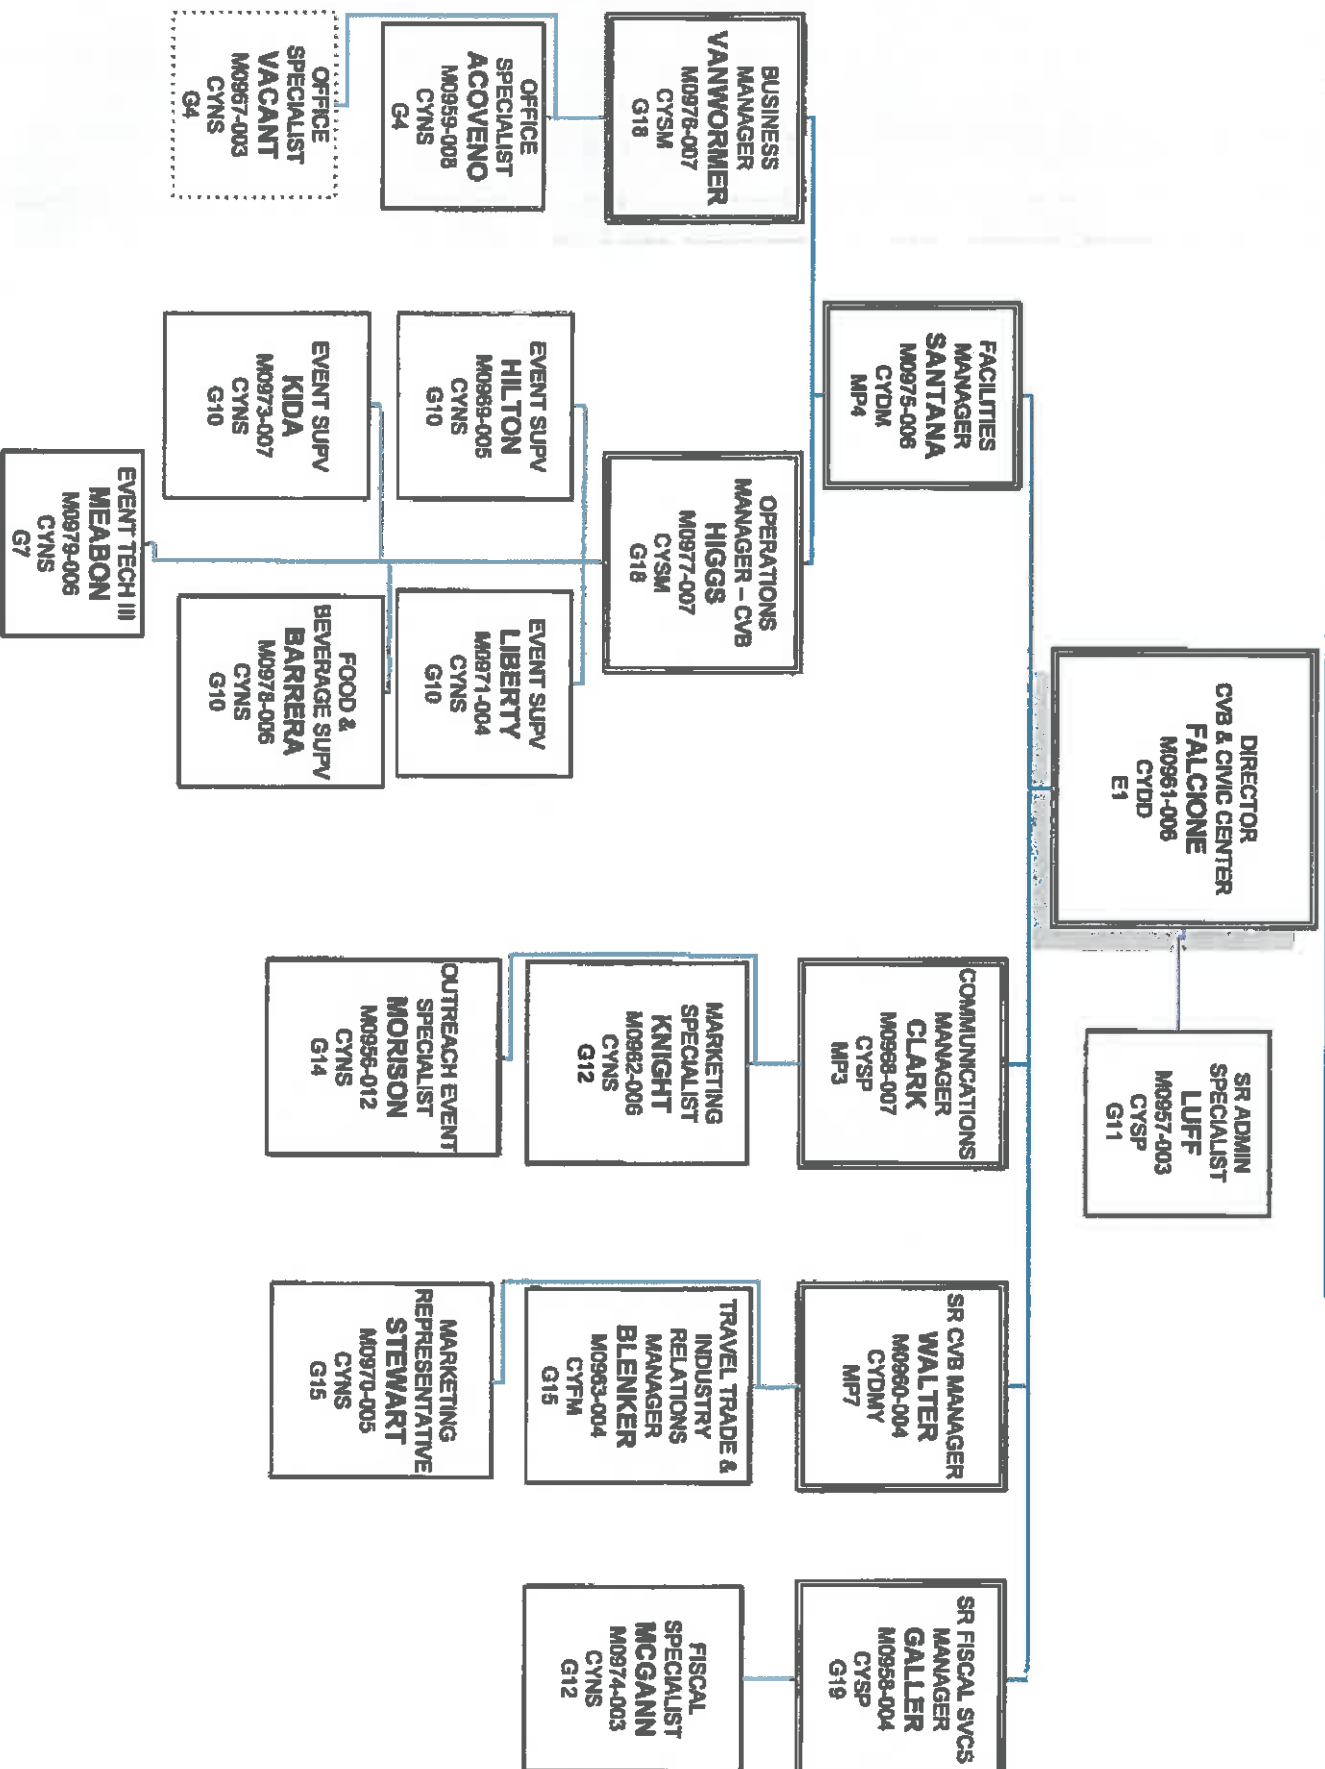 DIRECTOR
CVB & CIVIC CENTER
FALCIONE
M0961-006
CYDD
E1
SR ADMIN
SPECIALIST
LUFF
M0957-003
CYSP
G11
FACILITIES
MANAGER
SANTANA
M0975-006
CYDM
MP4
COMMUNICATIONS
MANAGER
CLARK
M0968-007
CYSP
MP3
SR CVB MANAGER
WALTER
M0960-004
CYDMY
MP7
SR FISCAL SVCS
MANAGER
GALLER
M0958-004
CYSP
G19
BUSINESS
MANAGER
VANWORMER
M0976-007
CYSM
G18
OPERATIONS
MANAGER – CVB
HIGGS
M0977-007
CYSM
G18
MARKETING
SPECIALIST
KNIGHT
M0962-006
CYNS
G12
TRAVEL TRADE &
INDUSTRY
RELATIONS
MANAGER
BLENKER
M0963-004
CYFM
G15
FISCAL
SPECIALIST
MCGANN
M0974-003
CYNS
G12
OFFICE
SPECIALIST
ACOVENO
M0959-008
CYNS
G4
EVENT SUPV
HILTON
M0969-005
CYNS
G10
EVENT SUPV
LIBERTY
M0971-004
CYNS
G10
OUTREACH EVENT
SPECIALIST
MORISON
M0956-012
CYNS
G14
MARKETING
REPRESENTATIVE
STEWART
M0970-005
CYNS
G15
OFFICE
SPECIALIST
VACANT
M0967-003
CYNS
G4
EVENT SUPV
KIDA
M0973-007
CYNS
G10
FOOD &
BEVERAGE SUPV
BARRERA
M0978-006
CYNS
G10
EVENT TECH III
MEABON
M0979-006
CYNS
G7